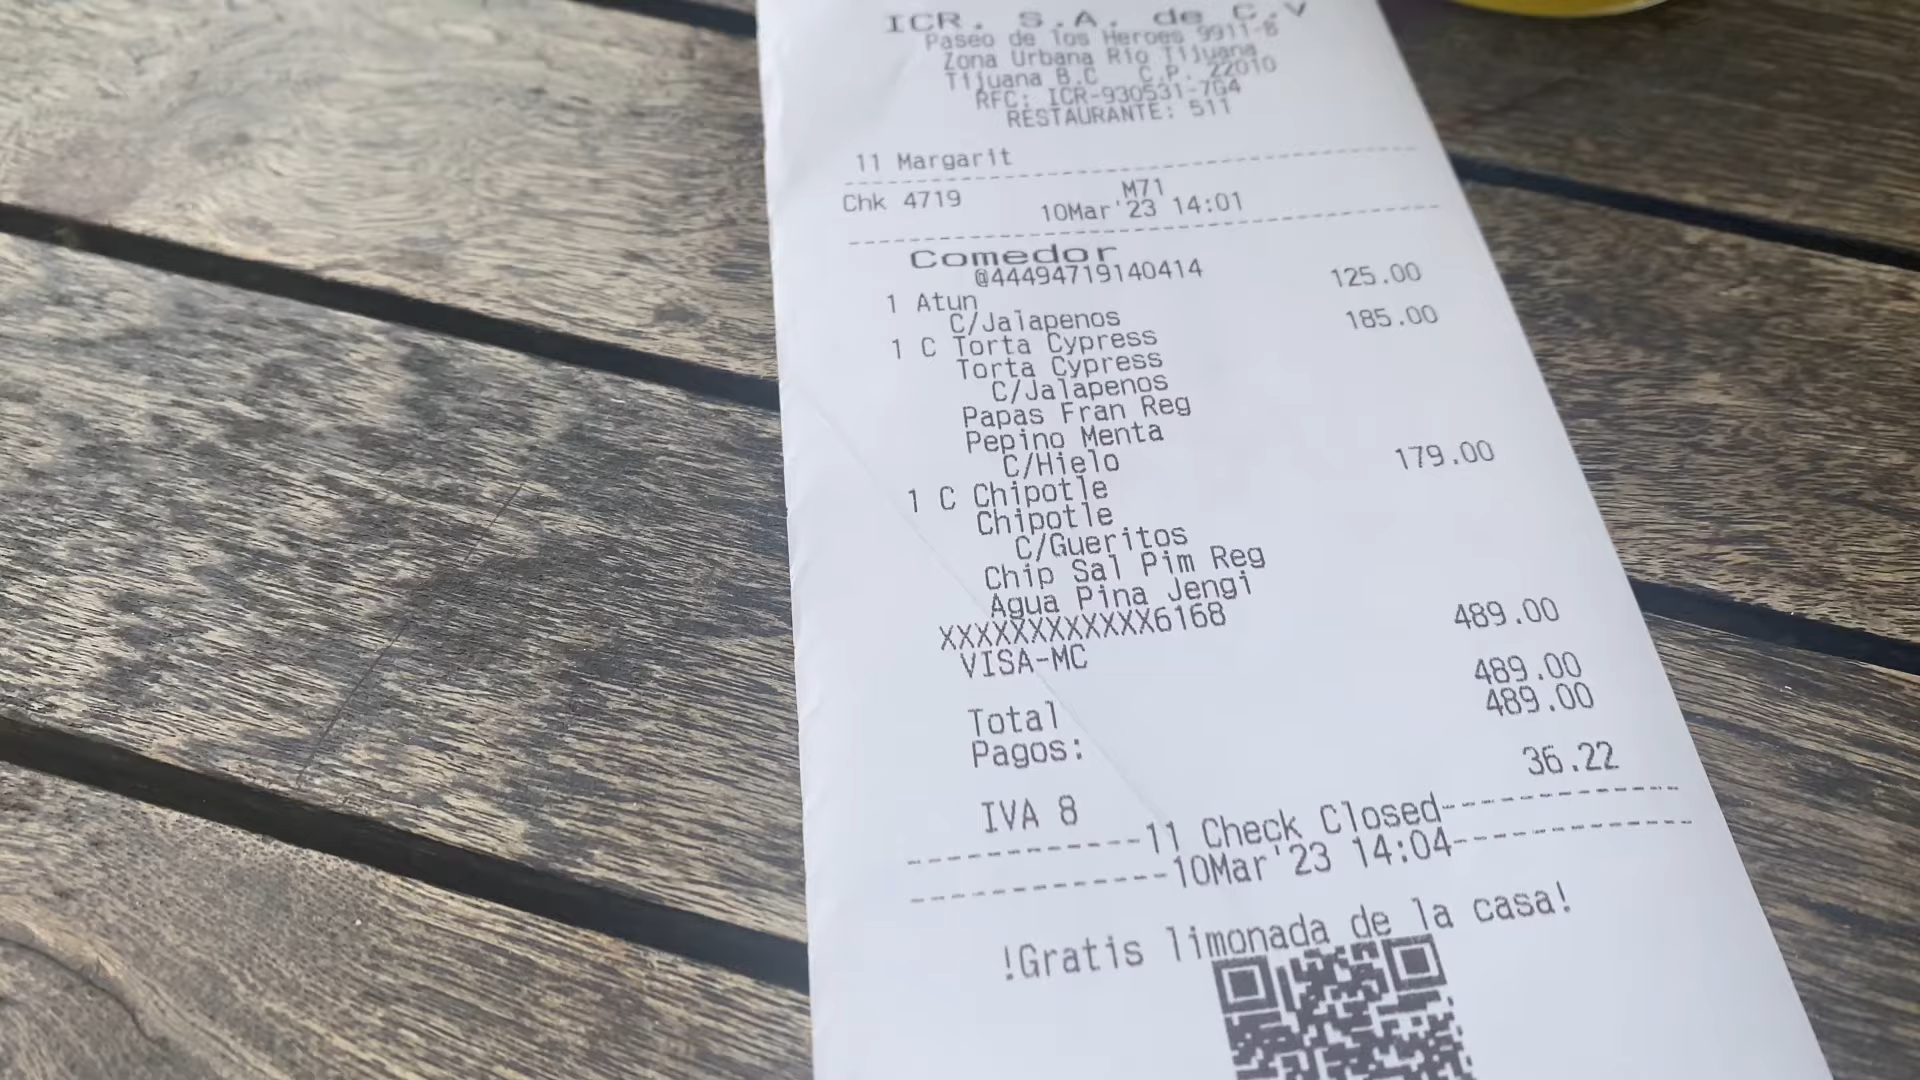 ICR. S.A. de C.V
Paseo de los Heroes 9911-B
Zona Urbana Rio Tijuana
Tijuana B.C C.P. 22010
RFC: ICR-930531-7G4
RESTAURANTE: 511
11 Margarit
Chk 4719 M71
10Mar'23 14:01
Comedor
@44494719140414
1 Atun 125.00
C/Jalapenos
1 C Torta Cypress 185.00
Torta Cypress
C/Jalapenos
Papas Fran Reg
Pepino Menta
C/Hielo
1 C Chipotle 179.00
Chipotle
C/Gueritos
Chip Sal Pim Reg
Agua Pina Jengi
XXXXXXXXXXXX6168
VISA-MC 489.00
Total 489.00
Pagos: 489.00
IVA 8 36.22
------------11 Check Closed-------------
-------------10Mar'23 14:04-------------
!Gratis limonada de la casa!